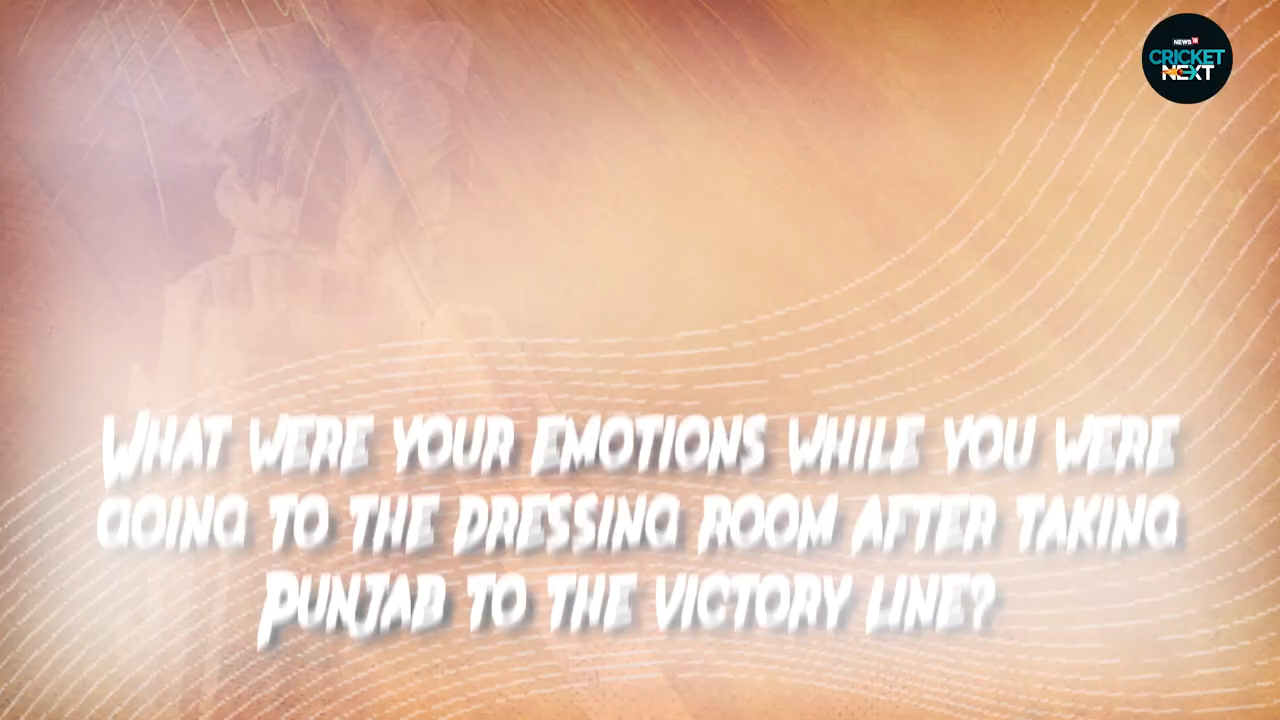 NEWS18
CRICKET
NEXT
WHAT WERE YOUR EMOTIONS WHILE YOU WERE
GOING TO THE DRESSING ROOM AFTER TAKING
PUNJAB TO THE VICTORY LINE?